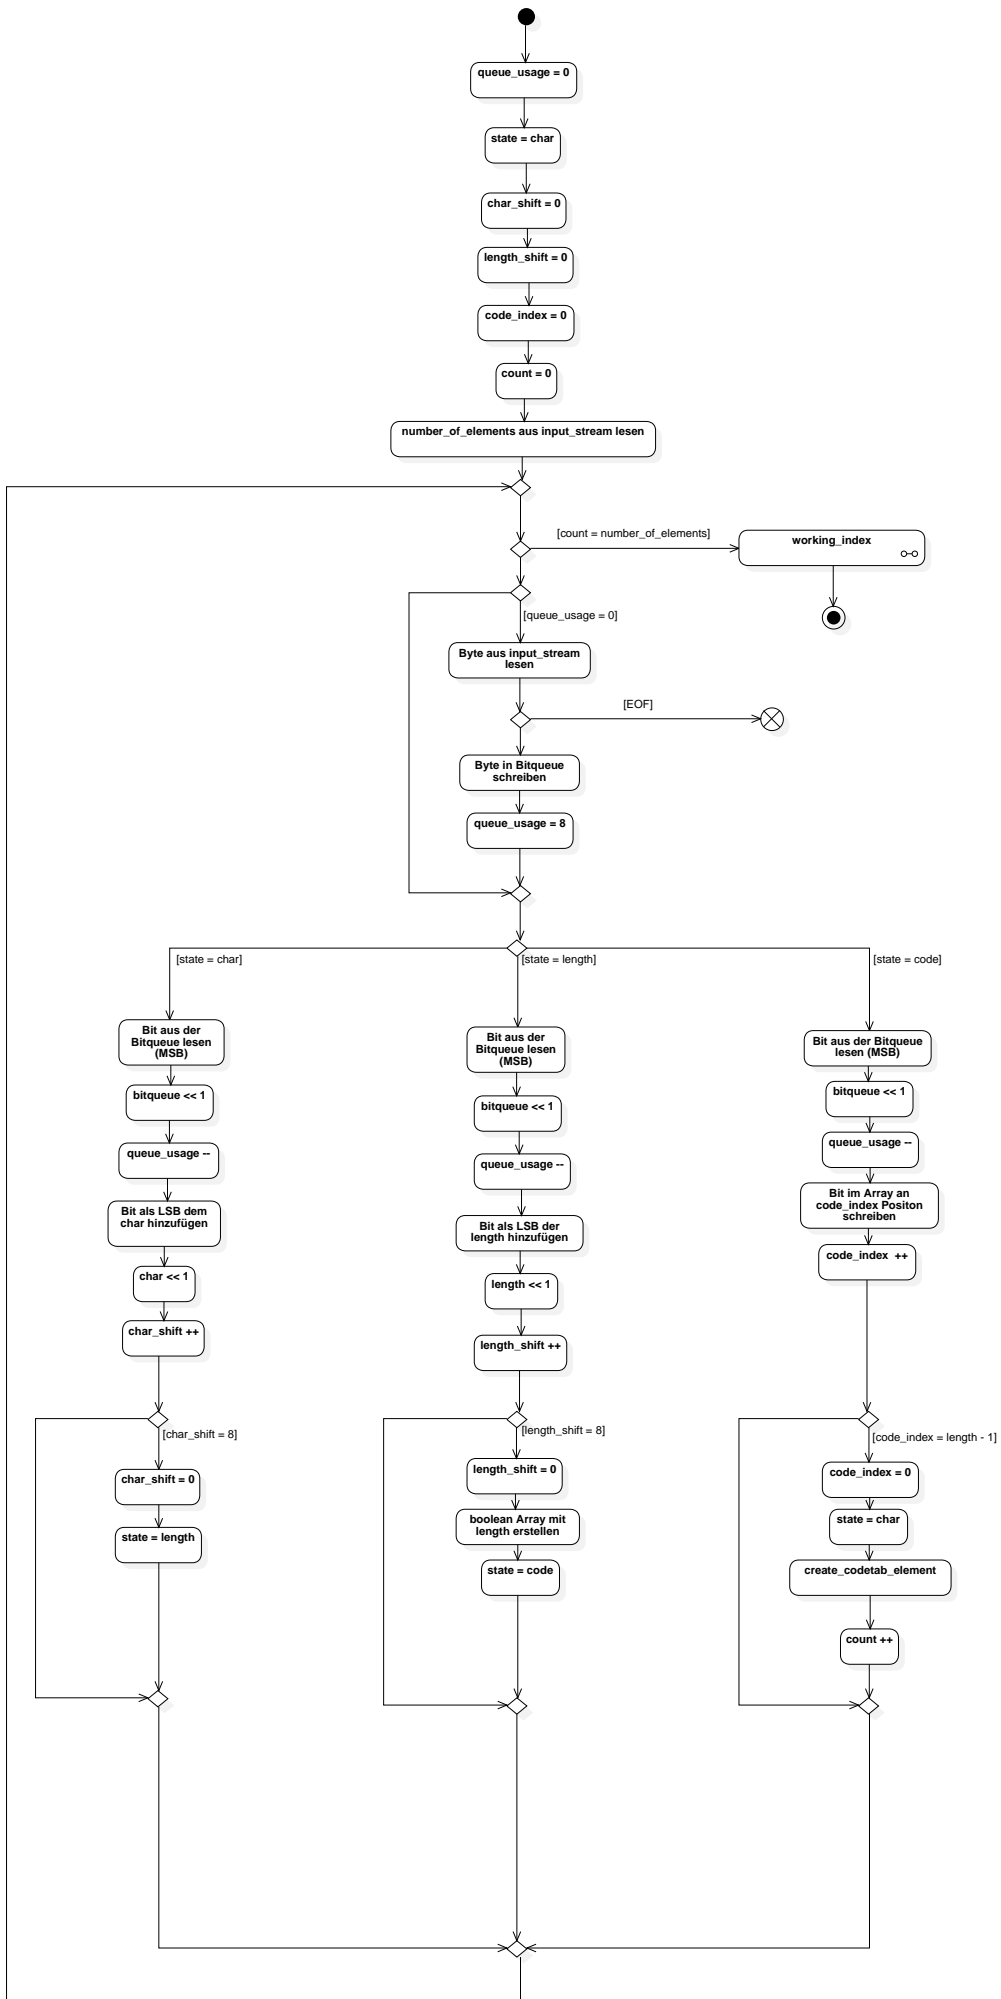 queue_usage = 0
state = char
char_shift = 0
length_shift = 0
code_index = 0
count = 0
number_of_elements aus input_stream lesen
[count = number_of_elements]
working_index
[queue_usage = 0]
Byte aus input_stream
lesen
[EOF]
Byte in Bitqueue
schreiben
queue_usage = 8
[state = char]
[state = length]
[state = code]
Bit aus der
Bitqueue lesen
(MSB)
bitqueue << 1
queue_usage --
Bit als LSB dem
char hinzufügen
char << 1
char_shift ++
[char_shift = 8]
char_shift = 0
state = length
Bit aus der
Bitqueue lesen
(MSB)
bitqueue << 1
queue_usage --
Bit als LSB der
length hinzufügen
length << 1
length_shift ++
[length_shift = 8]
length_shift = 0
boolean Array mit
length erstellen
state = code
Bit aus der Bitqueue
lesen (MSB)
bitqueue << 1
queue_usage --
Bit im Array an
code_index Positon
schreiben
code_index ++
[code_index = length - 1]
code_index = 0
state = char
create_codetab_element
count ++